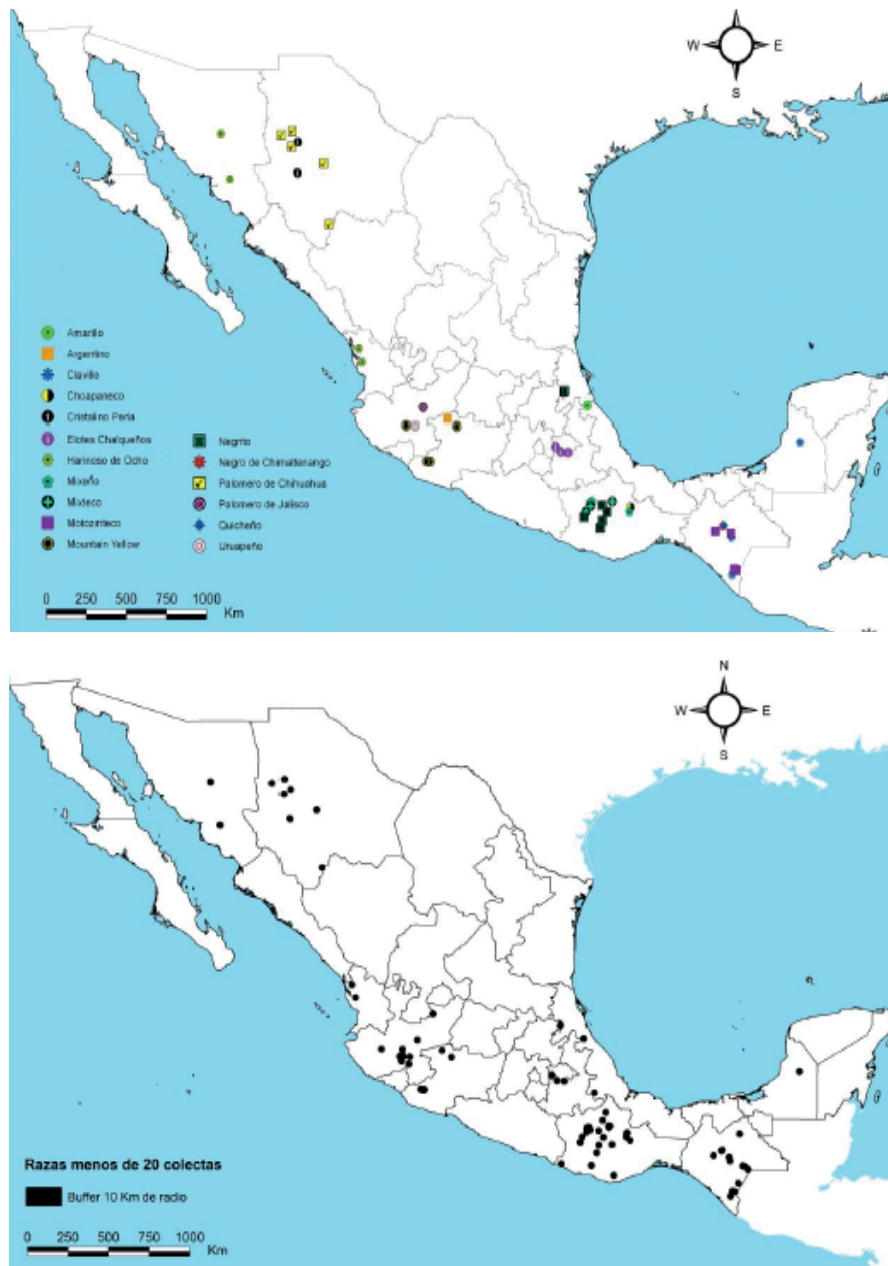 W E
S
Amarillo
Argentino
Clavillo
Choapaneco
Cristalino Perla
Elotes Chalqueños
Harinoso de Ocho
Mixeño
Mixteco
Motozinteco
Mountain Yellow
Negrito
Negro de Chimaltenango
Palomero de Chihuahua
Palomero de Jalisco
Quicheño
Uruapeño
0 250 500 750 1000
Km
N
W E
S
Razas menos de 20 colectas
Buffer 10 Km de radio
0 250 500 750 1000
Km